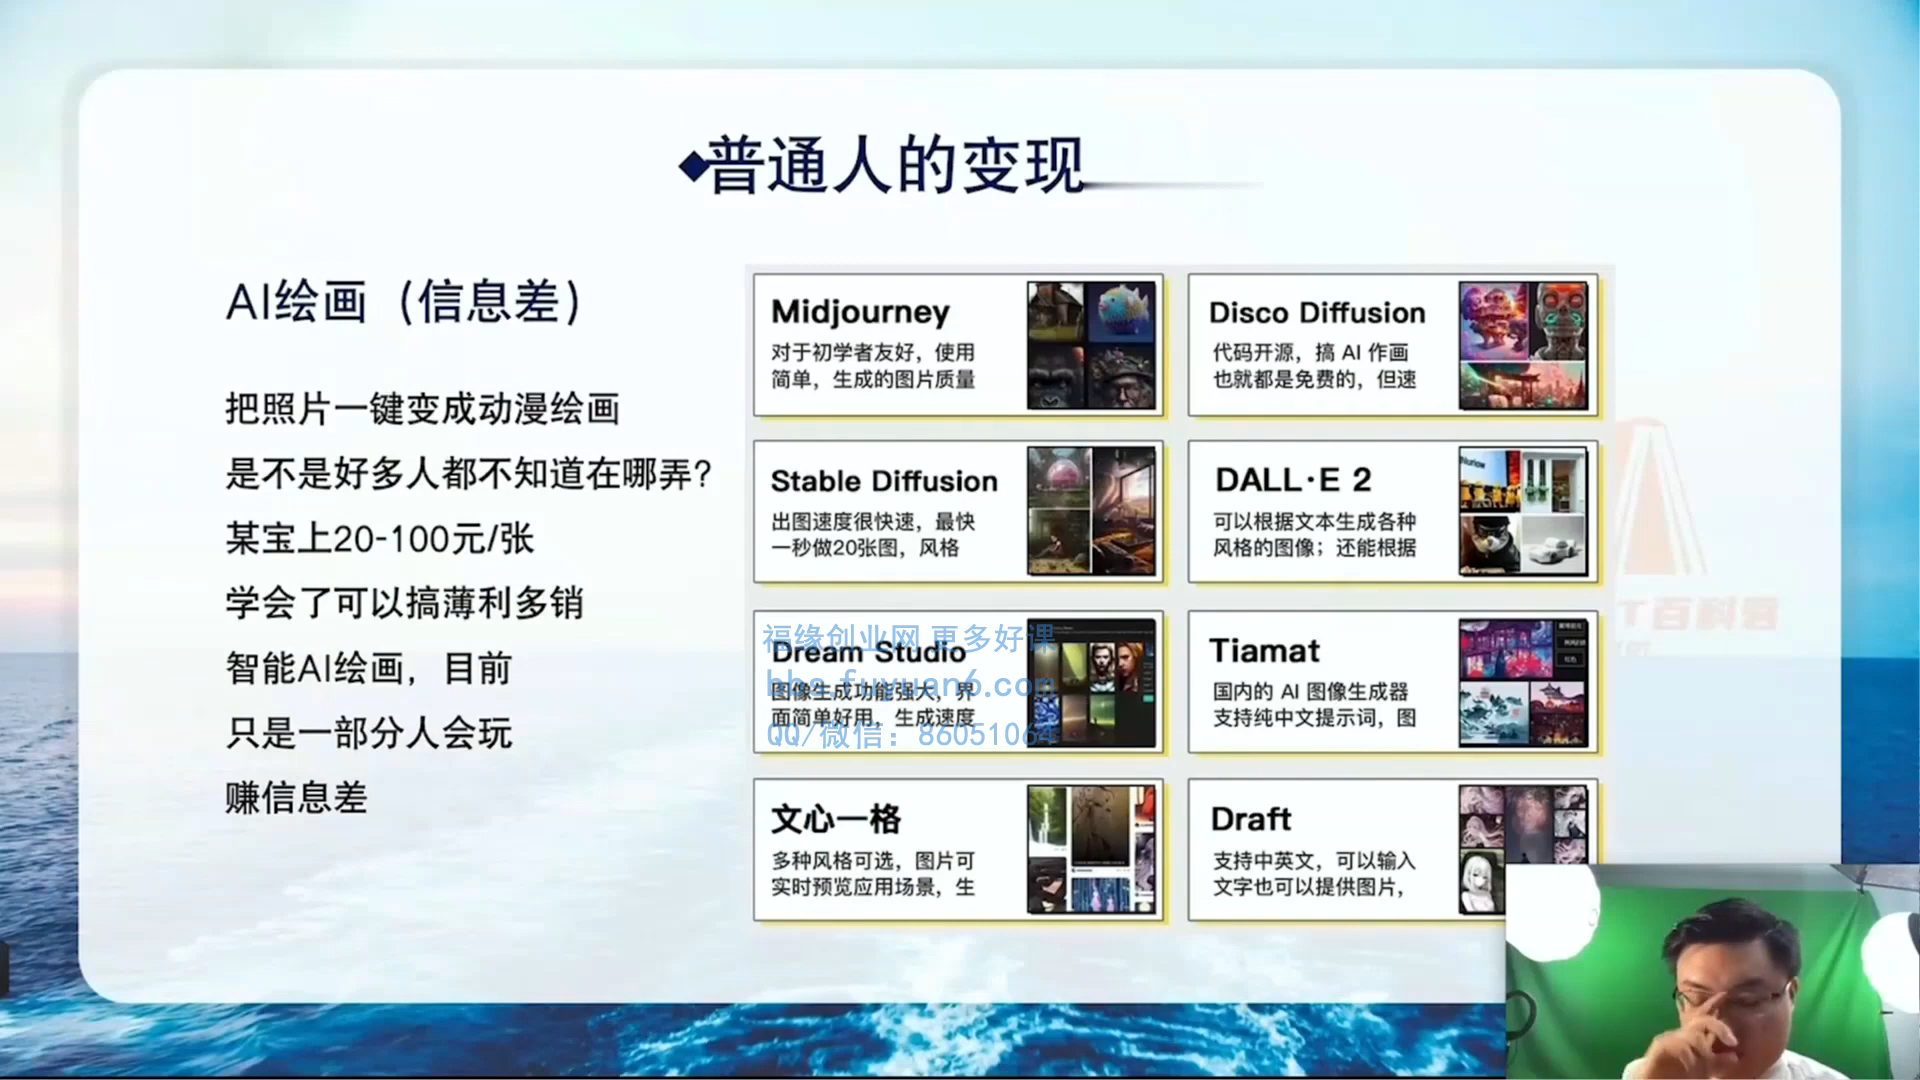 普通人的变现
AI绘画（信息差）
把照片一键变成动漫绘画
是不是好多人都不知道在哪弄？
某宝上20-100元/张
学会了可以搞薄利多销
智能AI绘画，目前
只是一部分人会玩
赚信息差
Midjourney
对于初学者友好，使用
简单，生成的图片质量
Disco Diffusion
代码开源，搞 AI 作画
也就都是免费的，但速
Stable Diffusion
出图速度很快速，最快
一秒做20张图，风格
DALL·E 2
可以根据文本生成各种
风格的图像；还能根据
Dream Studio
图像生成功能强大，界
面简单好用，生成速度
Tiamat
国内的 AI 图像生成器
支持纯中文提示词，图
文心一格
多种风格可选，图片可
实时预览应用场景，生
Draft
支持中英文，可以输入
文字也可以提供图片，
福缘创业网 更多好课
bbs.fuyuan6.com
QQ/微信：86051064
T百科客